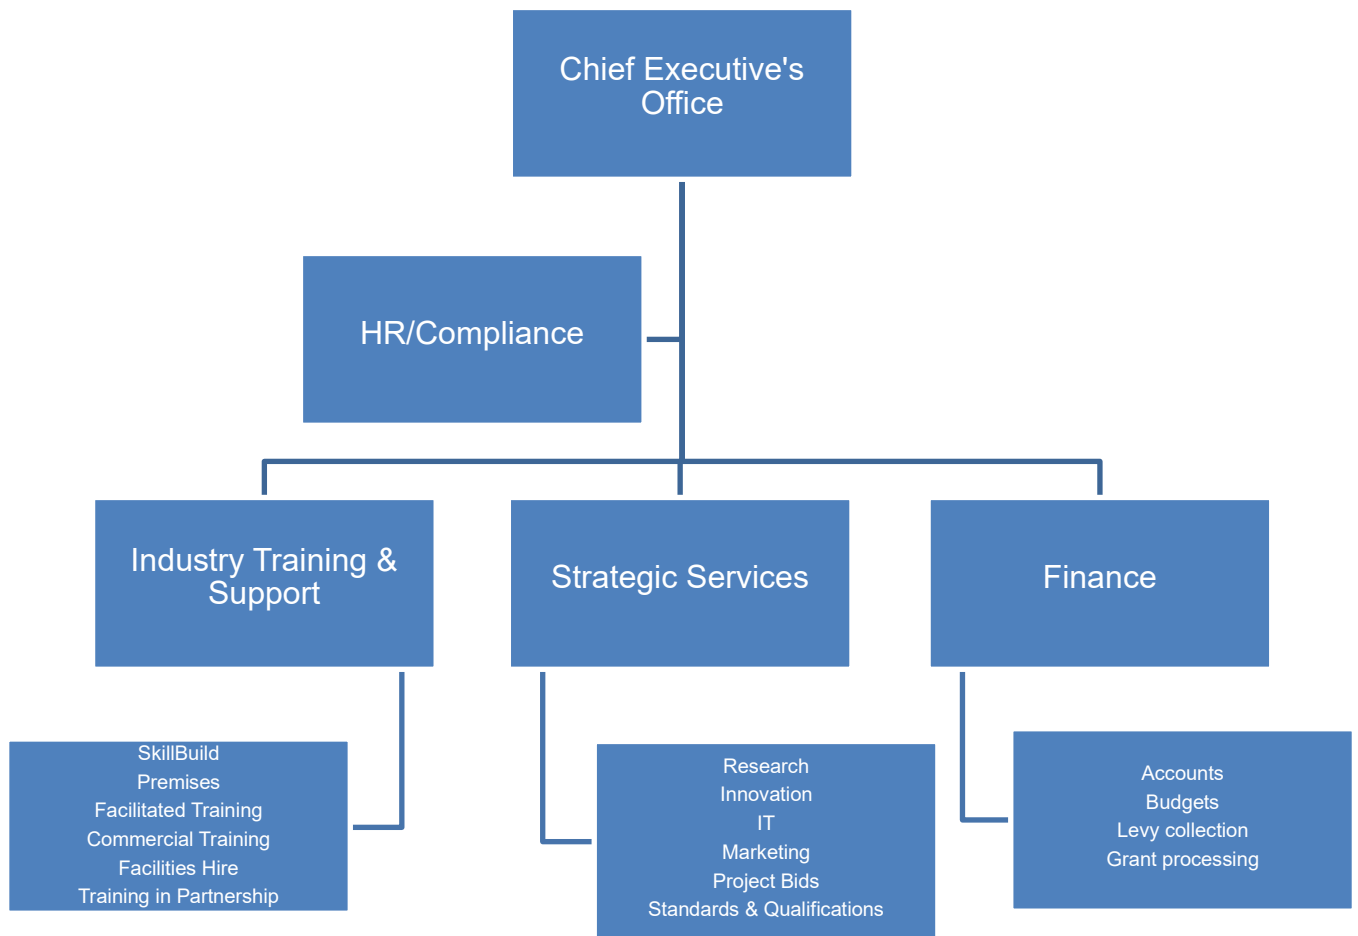 Chief Executive's
Office
HR/Compliance
Industry Training &
Support
Strategic Services
Finance
SkillBuild
Premises
Facilitated Training
Commercial Training
Facilities Hire
Training in Partnership
Research
Innovation
IT
Marketing
Project Bids
Standards & Qualifications
Accounts
Budgets
Levy collection
Grant processing